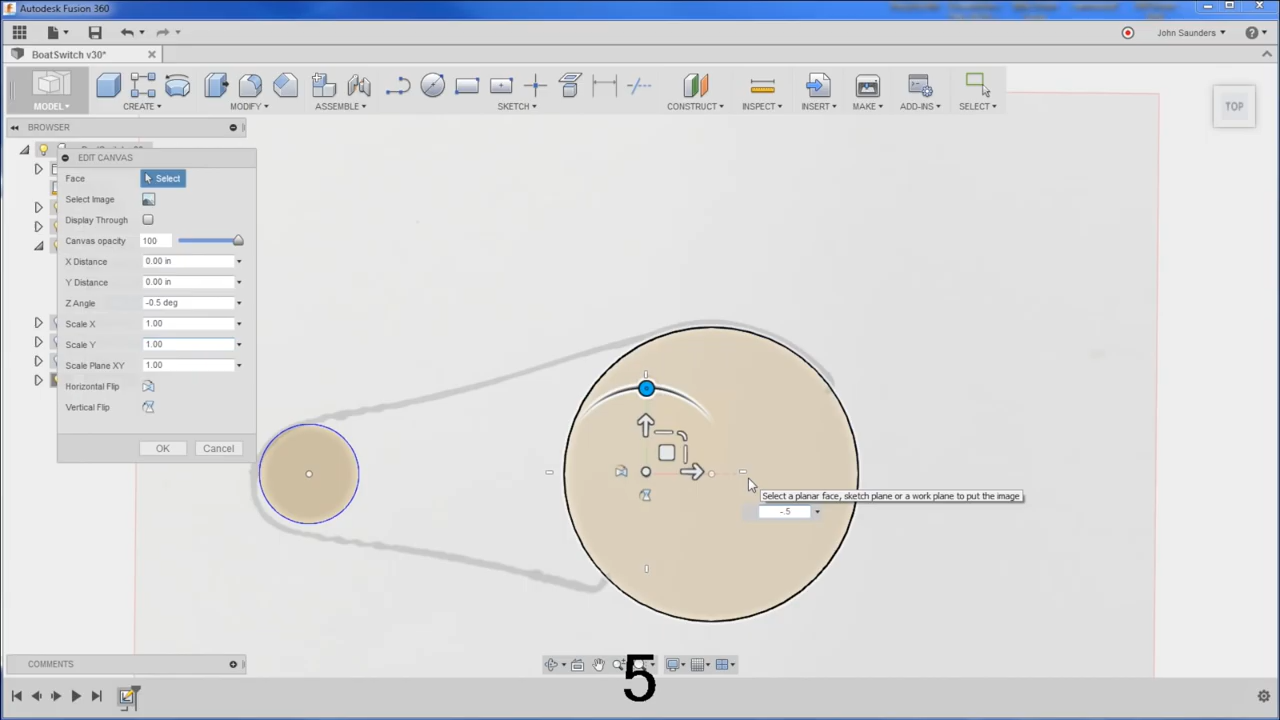 Autodesk Fusion 360
John Saunders
BoatSwitch v30*
MODEL
CREATE
MODIFY
ASSEMBLE
SKETCH
CONSTRUCT
INSPECT
INSERT
MAKE
ADD-INS
SELECT
TOP
BROWSER
EDIT CANVAS
Face Select
Select Image
Display Through
Canvas opacity 100
X Distance 0.00 in
Y Distance 0.00 in
Z Angle -0.5 deg
Scale X 1.00
Scale Y 1.00
Scale Plane XY 1.00
Horizontal Flip
Vertical Flip
OK Cancel
Select a planar face, sketch plane or a work plane to put the image
-.5
COMMENTS
5